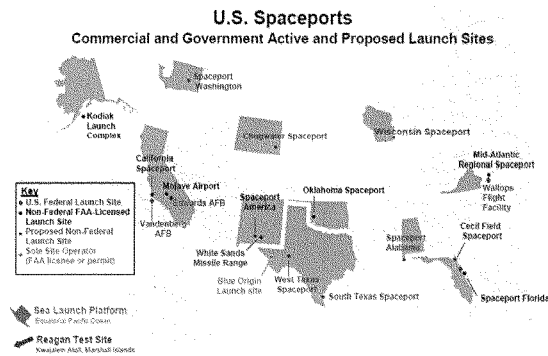 U.S. Spaceports
Commercial and Government Active and Proposed Launch Sites
Spaceport
Washington
Kodiak
Launch
Complex
Chugwater Spaceport
Wisconsin Spaceport
California
Spaceport
Mid-Atlantic
Regional Spaceport
Mojave Airport
Edwards AFB
Oklahoma Spaceport
Wallops
Flight
Facility
Key
U.S. Federal Launch Site
Non-Federal FAA-Licensed
Launch Site
Proposed Non-Federal
Launch Site
Sole Site Operator
(FAA license or permit)
Vandenberg
AFB
Spaceport
America
Cecil Field
Spaceport
Spaceport
Alabama
White Sands
Missile Range
Blue Origin
Launch site
West Texas
Spaceport
South Texas Spaceport
Spaceport Florida
Sea Launch Platform
Equatorial Pacific Ocean
Reagan Test Site
Kwajalein Atoll, Marshall Islands